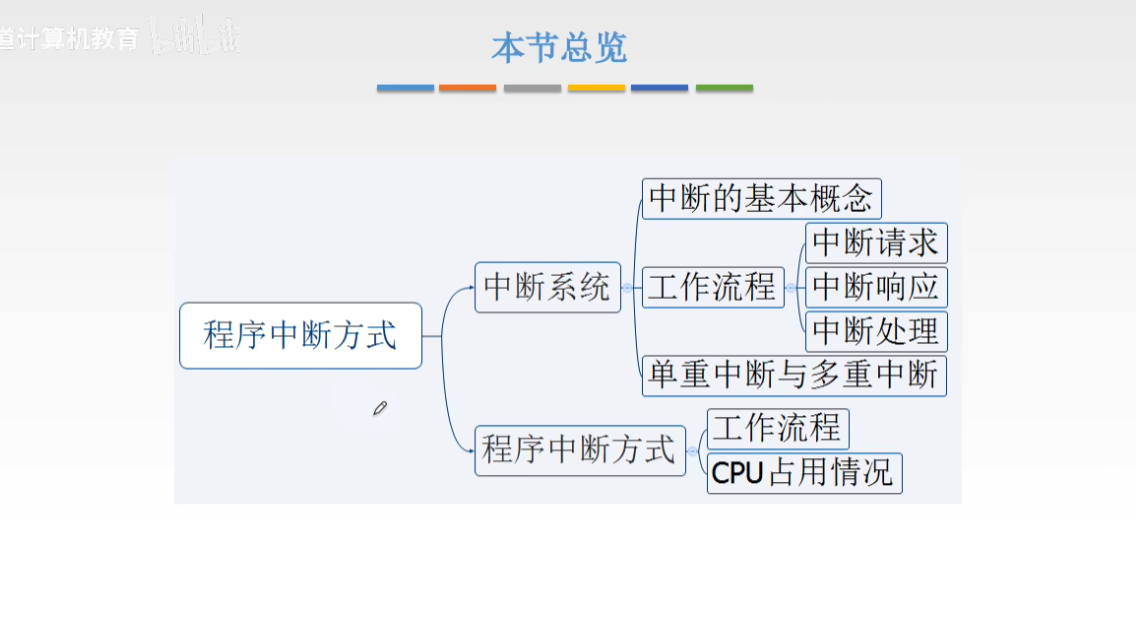 道计算机教育 bilibili
本节总览
中断的基本概念
中断请求
中断系统
工作流程
中断响应
中断处理
程序中断方式
单重中断与多重中断
工作流程
程序中断方式
CPU占用情况